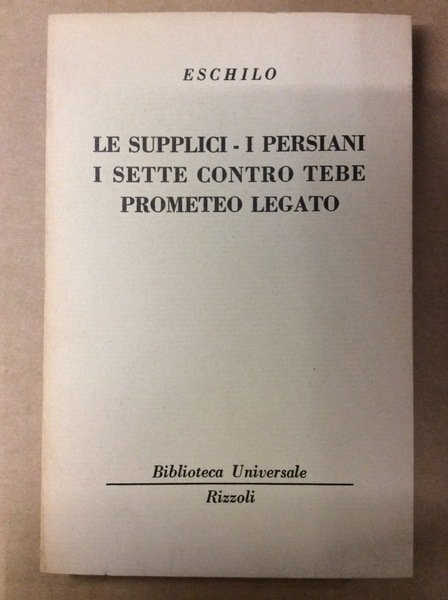 ESCHILO
LE SUPPLICI - I PERSIANI
I SETTE CONTRO TEBE
PROMETEO LEGATO
Biblioteca Universale
Rizzoli